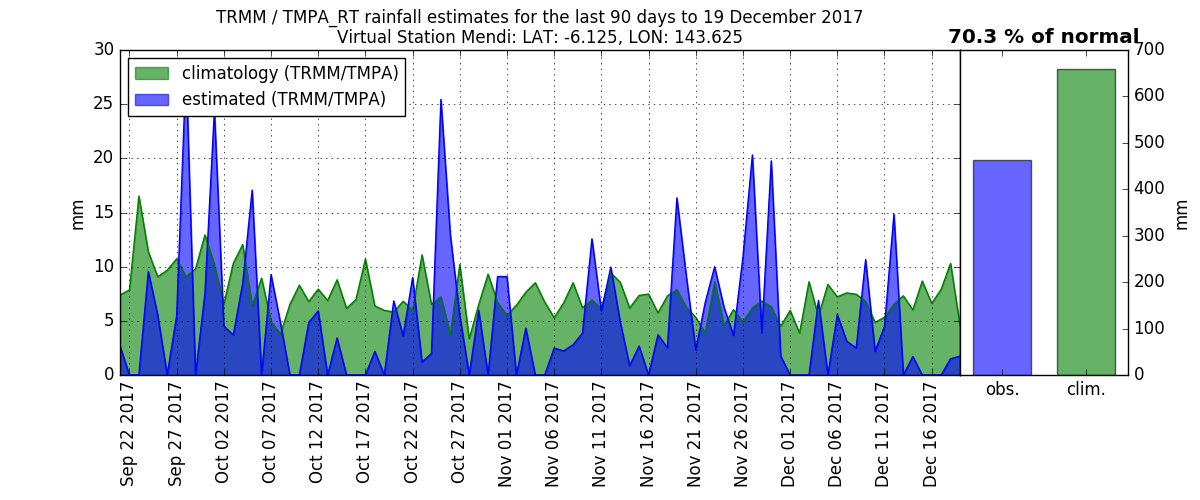 TRMM / TMPA_RT rainfall estimates for the last 90 days to 19 December 2017
Virtual Station Mendi: LAT: -6.125, LON: 143.625
70.3 % of normal
climatology (TRMM/TMPA)
estimated (TRMM/TMPA)
mm
30
25
20
15
10
5
0
Sep 22 2017
Sep 27 2017
Oct 02 2017
Oct 07 2017
Oct 12 2017
Oct 17 2017
Oct 22 2017
Oct 27 2017
Nov 01 2017
Nov 06 2017
Nov 11 2017
Nov 16 2017
Nov 21 2017
Nov 26 2017
Dec 01 2017
Dec 06 2017
Dec 11 2017
Dec 16 2017
obs.
clim.
700
600
500
400
300
200
100
0
mm